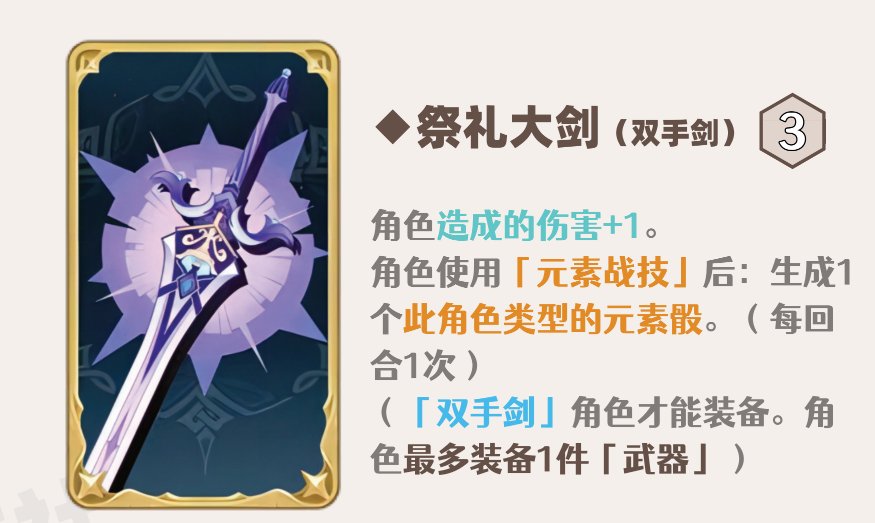 ◆祭礼大剑（双手剑） 3
角色造成的伤害+1。
角色使用「元素战技」后：生成1
个此角色类型的元素骰。（每回
合1次）
（「双手剑」角色才能装备。角
色最多装备1件「武器」）